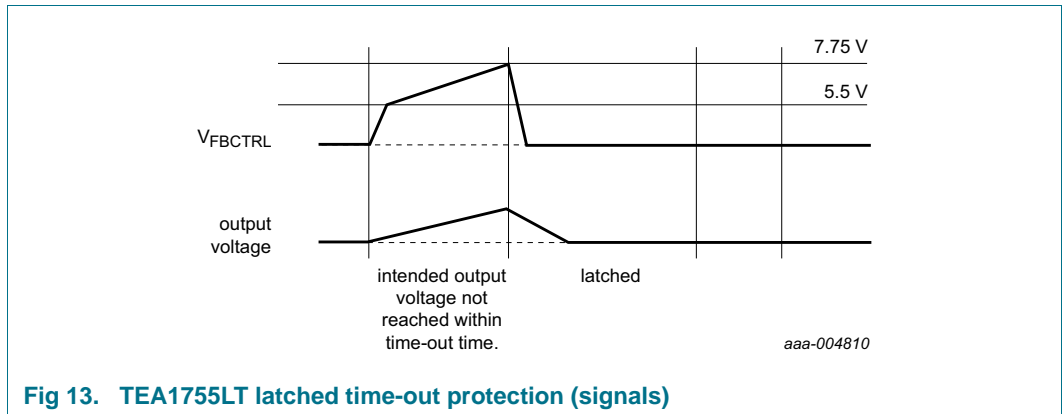 7.75 V
5.5 V
VFBCTRL
output
voltage
intended output
voltage not
reached within
time-out time.
latched
aaa-004810
Fig 13. TEA1755LT latched time-out protection (signals)